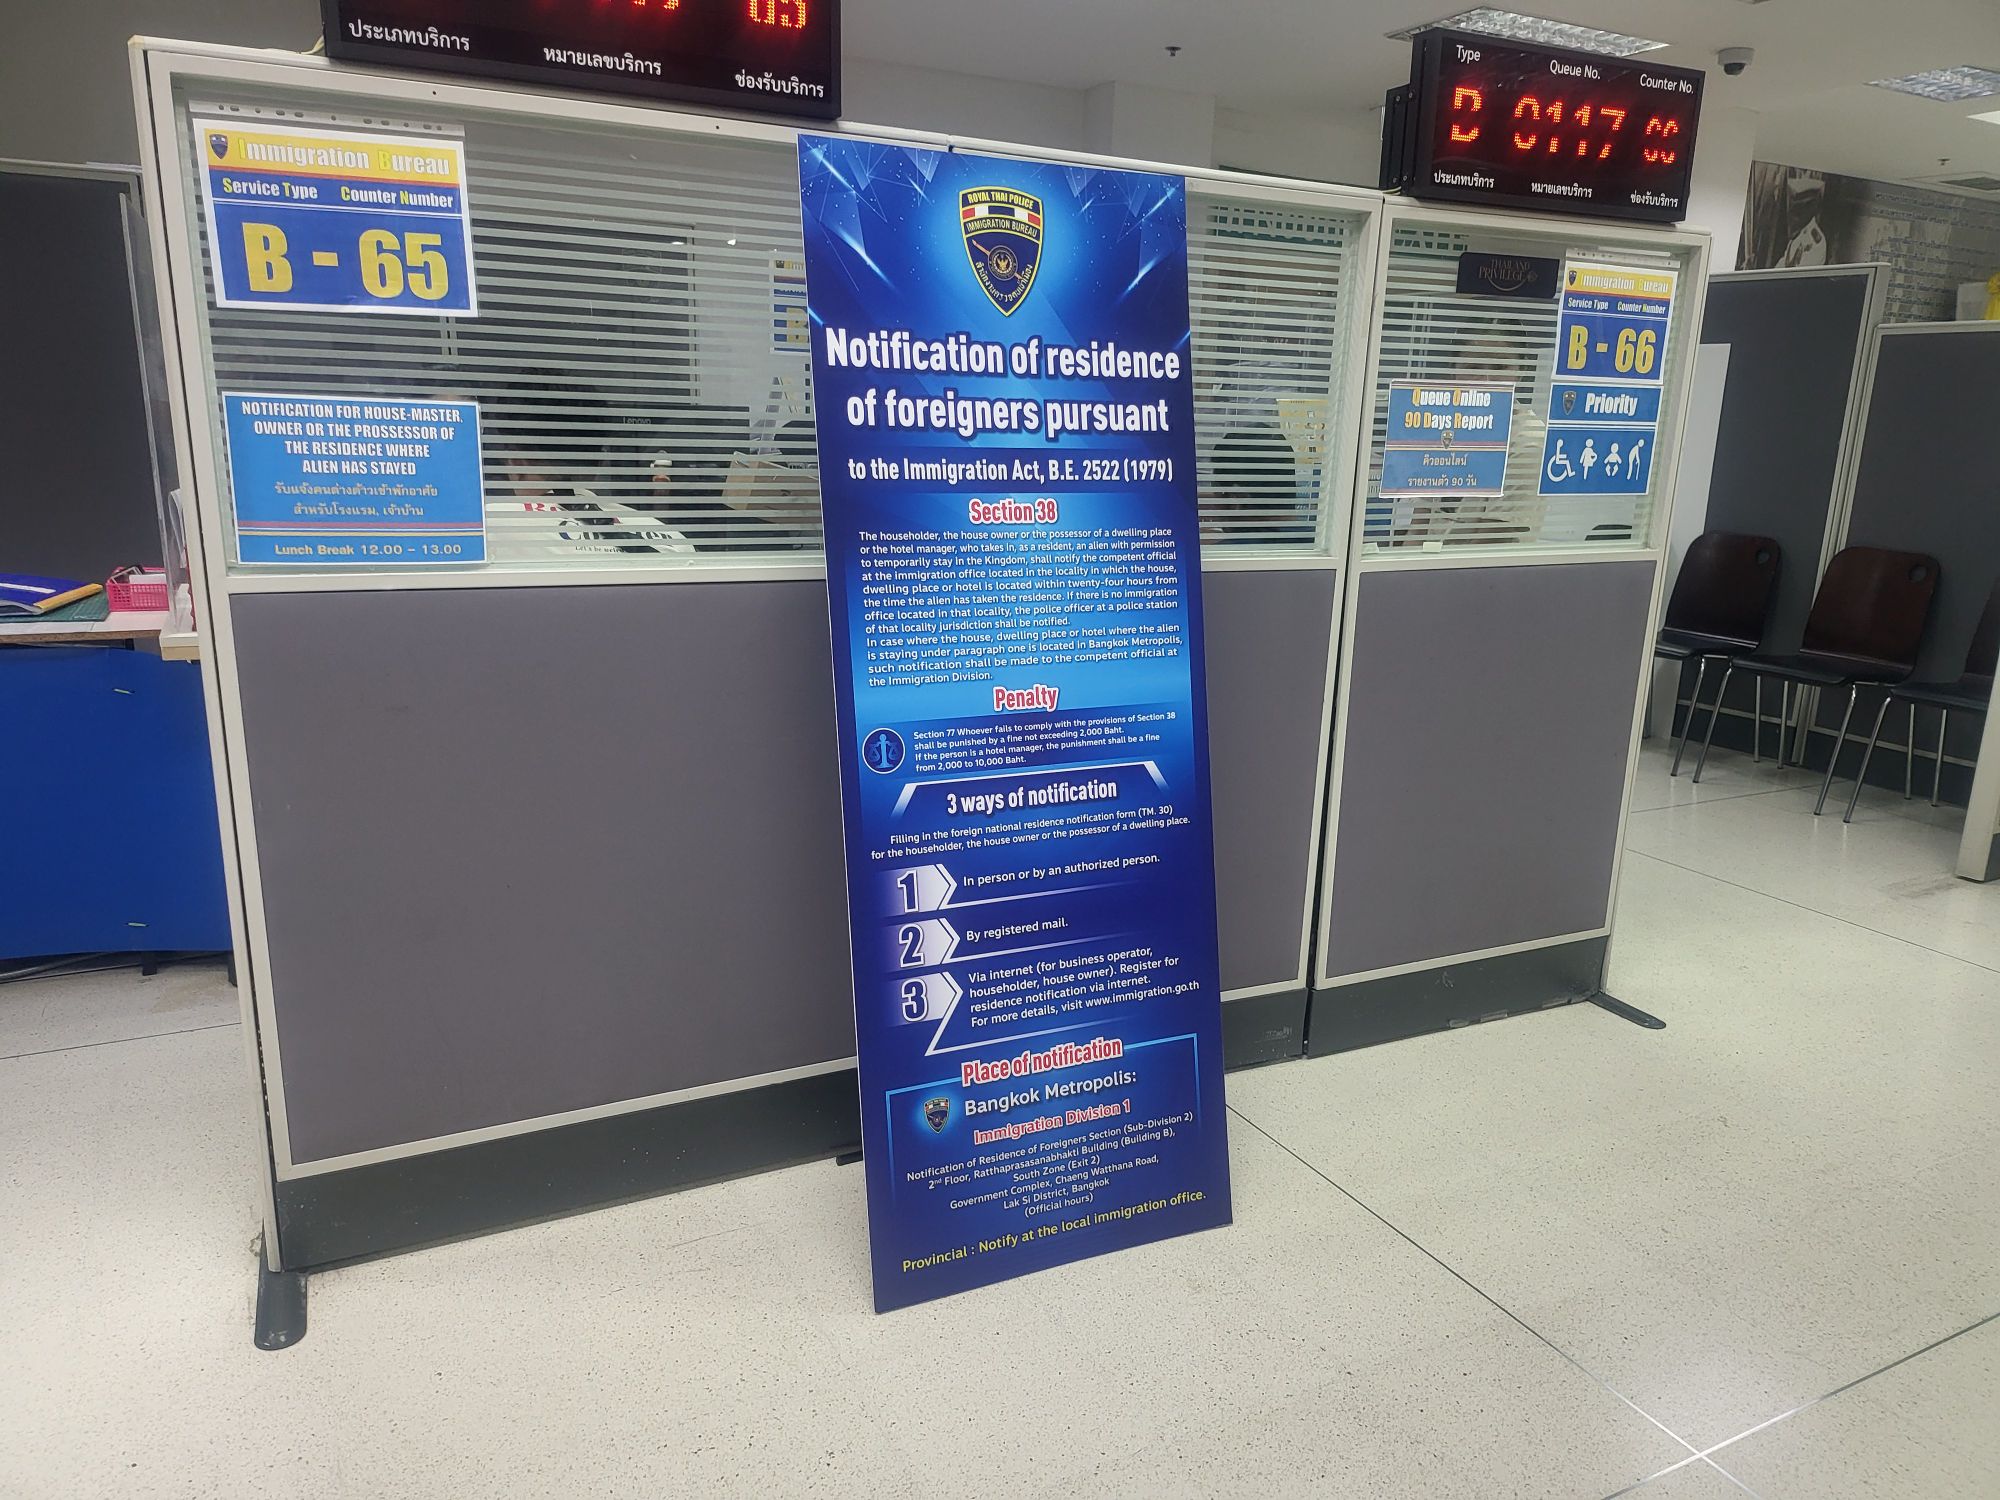 ประเภทบริการ
หมายเลขบริการ
ช่องรับบริการ
Type
Queue No.
Counter No.
ประเภทบริการ
หมายเลขบริการ
ช่องรับบริการ
Immigration Bureau
Service Type Counter Number
B - 65
NOTIFICATION FOR HOUSE-MASTER.
OWNER OR THE PROSSESSOR OF
THE RESIDENCE WHERE
ALIEN HAS STAYED
รับแจ้งคนต่างด้าวเข้าพักอาศัย
สำหรับโรงแรม, เจ้าบ้าน
Lunch Break 12.00 - 13.00
ROYAL THAI POLICE
IMMIGRATION BUREAU
สำนักงานตรวจคนเข้าเมือง
Notification of residence
of foreigners pursuant
to the Immigration Act, B.E. 2522 (1979)
Section 38
The householder, the house owner or the possessor of a dwelling place
or the hotel manager, who takes in, as a resident, an alien with permission
to temporarily stay in the Kingdom, shall notify the competent official
at the immigration office located in the locality in which the house,
dwelling place or hotel is located within twenty-four hours from
the time the alien has taken the residence. If there is no immigration
office located in that locality, the police officer at a police station
of that locality jurisdiction shall be notified.
In case where the house, dwelling place or hotel where the alien
is staying under paragraph one is located in Bangkok Metropolis,
such notification shall be made to the competent official at
the Immigration Division.
Penalty
Section 77 Whoever fails to comply with the provisions of Section 38
shall be punished by a fine not exceeding 2,000 Baht.
If the person is a hotel manager, the punishment shall be a fine
from 2,000 to 10,000 Baht.
3 ways of notification
Filling in the foreign national residence notification form (TM. 30)
for the householder, the house owner or the possessor of a dwelling place.
1 In person or by an authorized person.
2 By registered mail.
3 Via internet (for business operator,
householder, house owner). Register for
residence notification via internet.
For more details, visit www.immigration.go.th
Place of notification
Bangkok Metropolis:
Immigration Division 1
Notification of Residence of Foreigners Section (Sub-Division 2)
2nd Floor, Ratthaprasasanabhakti Building (Building B),
South Zone (Exit 2)
Government Complex, Chaeng Watthana Road,
Lak Si District, Bangkok
(Official hours)
Provincial : Notify at the local immigration office.
THAILAND
PRIVILEGE
Queue Online
90 Days Report
คิวออนไลน์
รายงานตัว 90 วัน
Immigration Bureau
Service Type Counter Number
B - 66
Priority
Lenovo